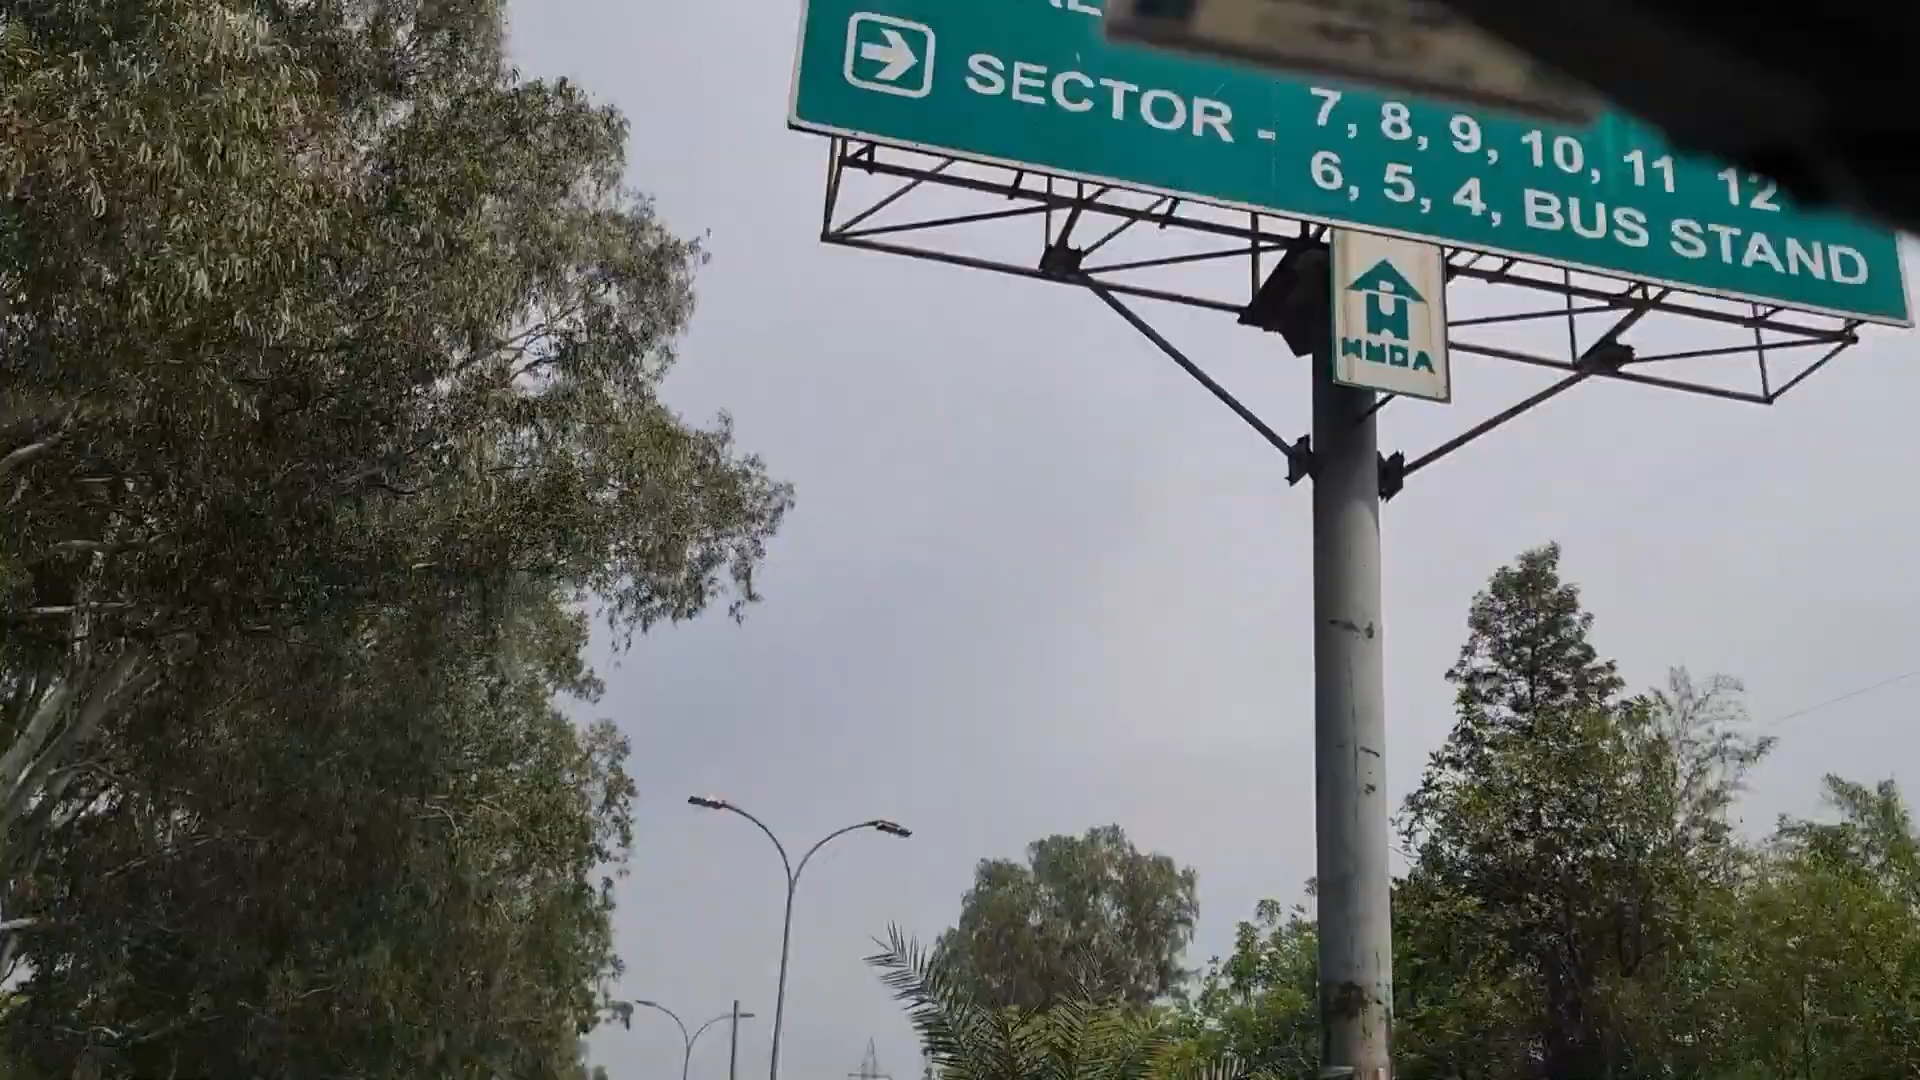 SECTOR - 7, 8, 9, 10, 11 12
6, 5, 4, BUS STAND
HUDA